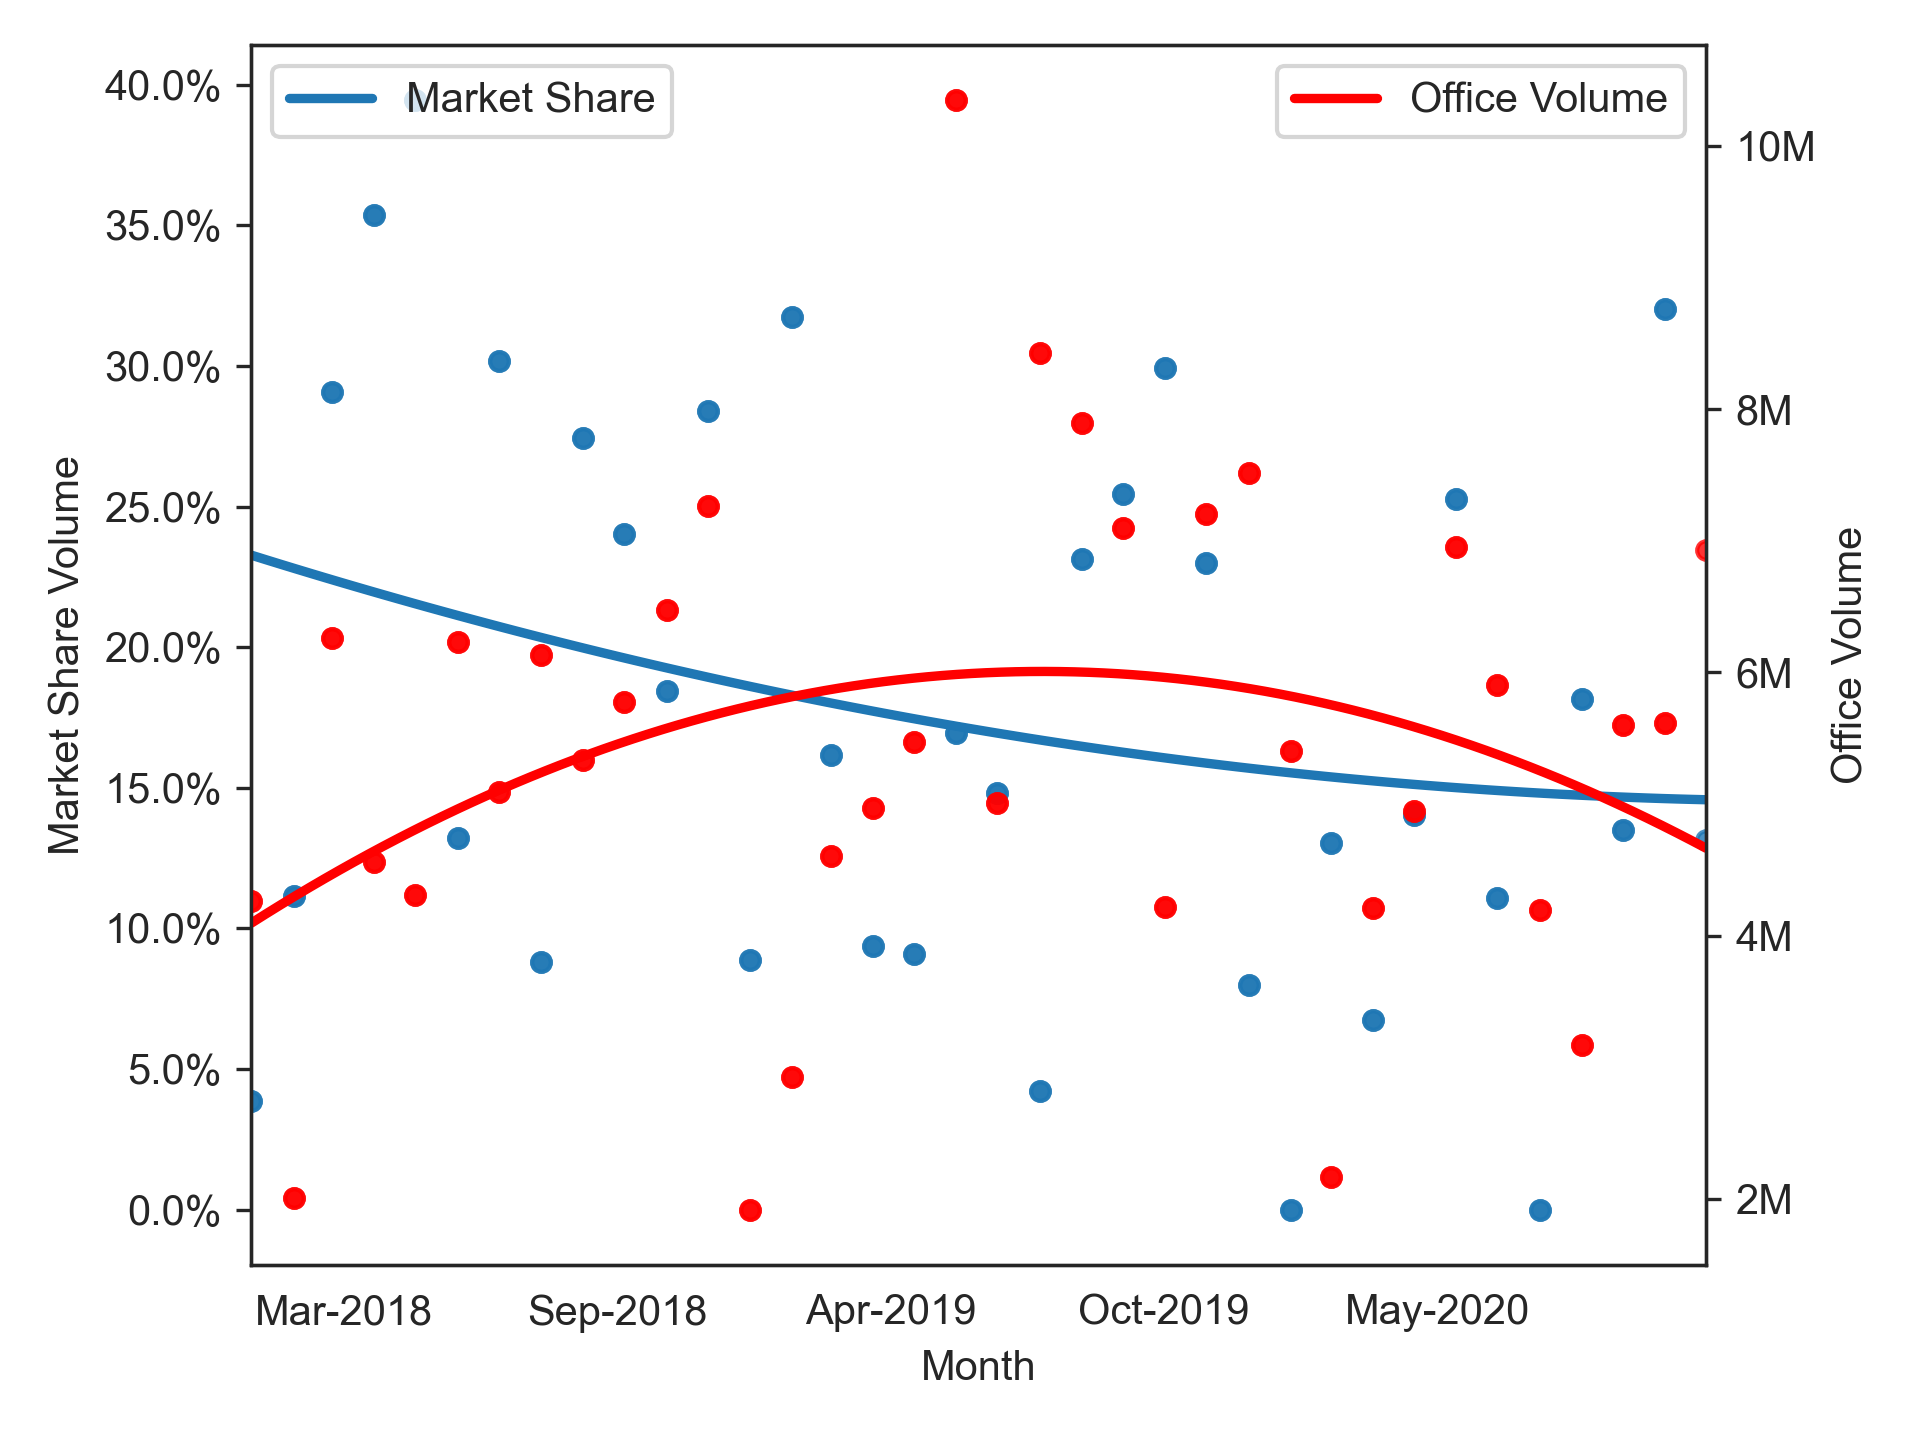 Market Share
Office Volume
40.0%
35.0%
30.0%
25.0%
20.0%
15.0%
10.0%
5.0%
0.0%
Market Share Volume
10M
8M
6M
4M
2M
Office Volume
Mar-2018
Sep-2018
Apr-2019
Oct-2019
May-2020
Month